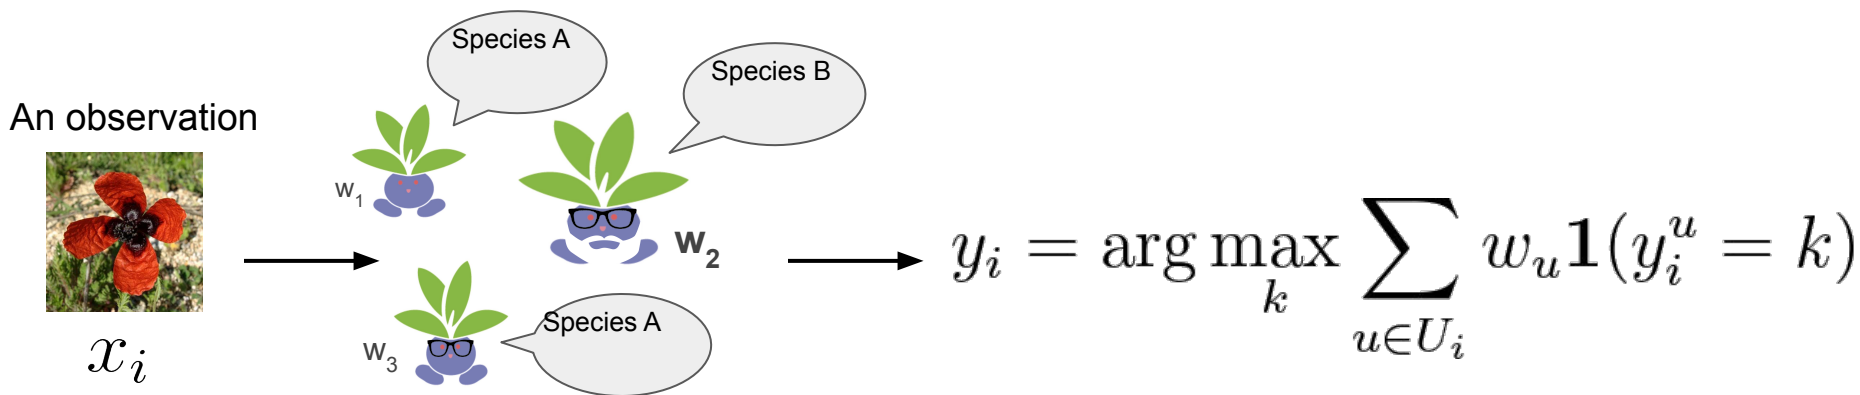 An observation
x_i
Species A
w_1
Species B
w_2
Species A
w_3
y_i = arg max_k ∑_{u∈U_i} w_u 𝟏(y_i^u = k)